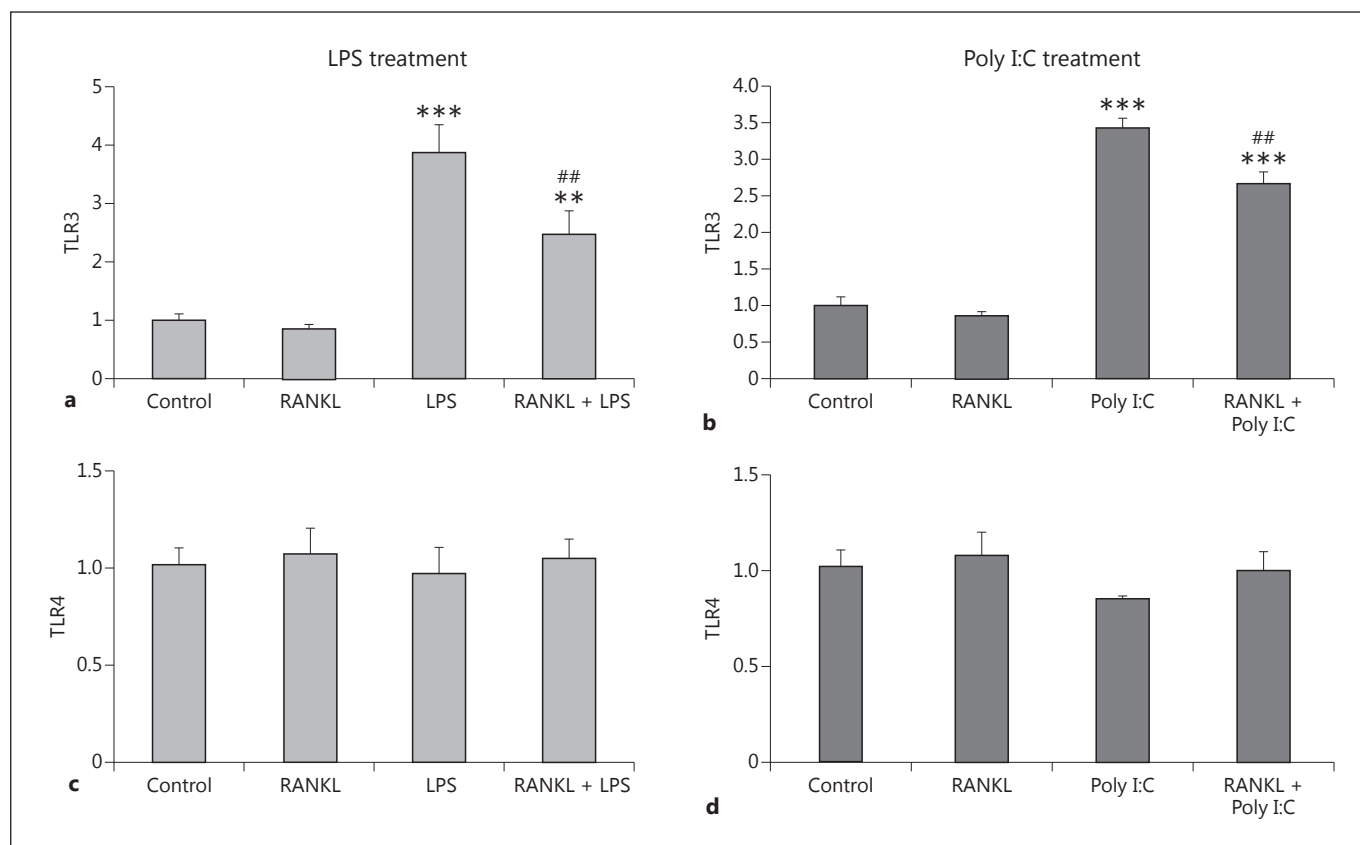 LPS treatment
5
4
3
2
1
0
TLR3
***
##
**
Control
RANKL
LPS
RANKL + LPS
a
Poly I:C treatment
4.0
3.5
3.0
2.5
2.0
1.5
1.0
0.5
0
TLR3
***
##
***
Control
RANKL
Poly I:C
RANKL +
Poly I:C
b
1.5
1.0
0.5
0
TLR4
Control
RANKL
LPS
RANKL + LPS
c
1.5
1.0
0.5
0
TLR4
Control
RANKL
Poly I:C
RANKL +
Poly I:C
d